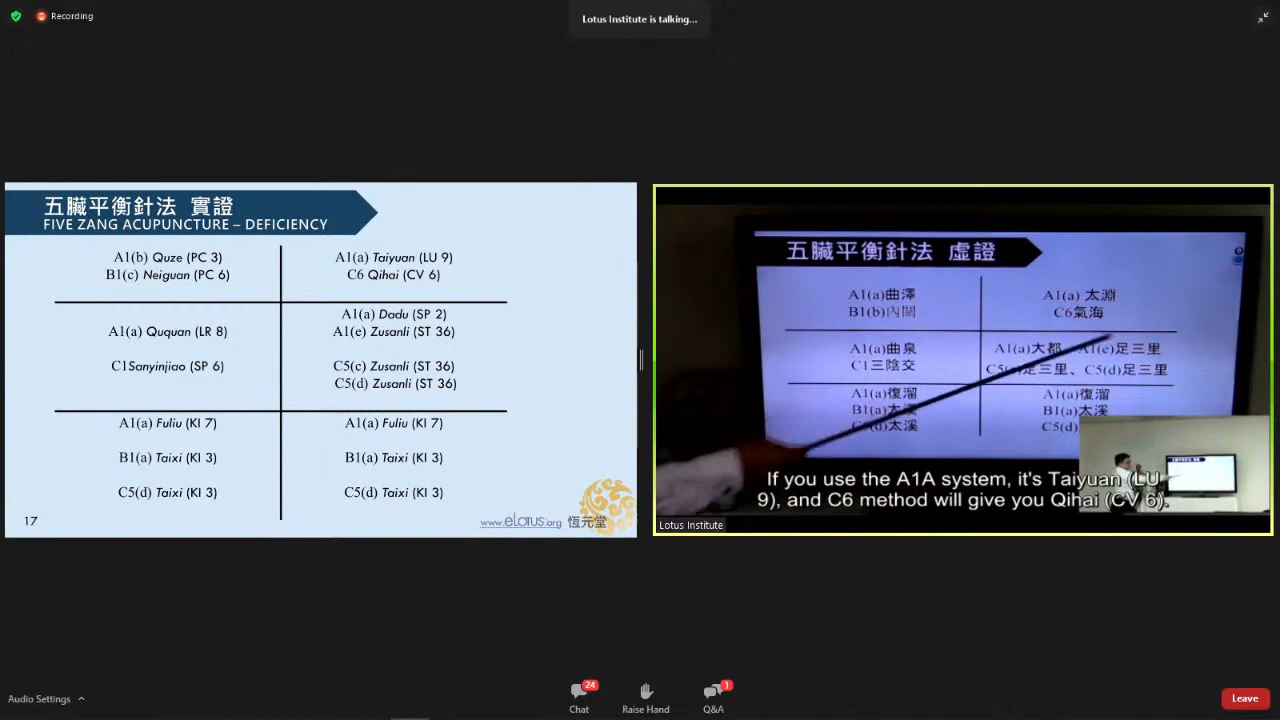 Recording
Lotus Institute is talking...
五臟平衡針法 實證
FIVE ZANG ACUPUNCTURE – DEFICIENCY
A1(b) Quze (PC 3)
B1(c) Neiguan (PC 6)
A1(a) Taiyuan (LU 9)
C6 Qihai (CV 6)
A1(a) Ququan (LR 8)
C1Sanyinjiao (SP 6)
A1(a) Dadu (SP 2)
A1(e) Zusanli (ST 36)
C5(c) Zusanli (ST 36)
C5(d) Zusanli (ST 36)
A1(a) Fuliu (KI 7)
B1(a) Taixi (KI 3)
C5(d) Taixi (KI 3)
A1(a) Fuliu (KI 7)
B1(a) Taixi (KI 3)
C5(d) Taixi (KI 3)
17
www.eLotus.org 恆元堂
五臟平衡針法 虛證
A1(a)曲澤
B1(b)內關
A1(a) 太淵
C6氣海
A1(a)曲泉
C1三陰交
A1(a)大都、A1(e)足三里
足三里、C5(d)足三里
A1(a)復溜
B1(a)太溪
太溪
A1(a)復溜
B1(a)太溪
If you use the A1A system, it's Taiyuan (LU
9), and C6 method will give you Qihai (CV 6).
Lotus Institute
Audio Settings
24
Chat
Raise Hand
1
Q&A
Leave